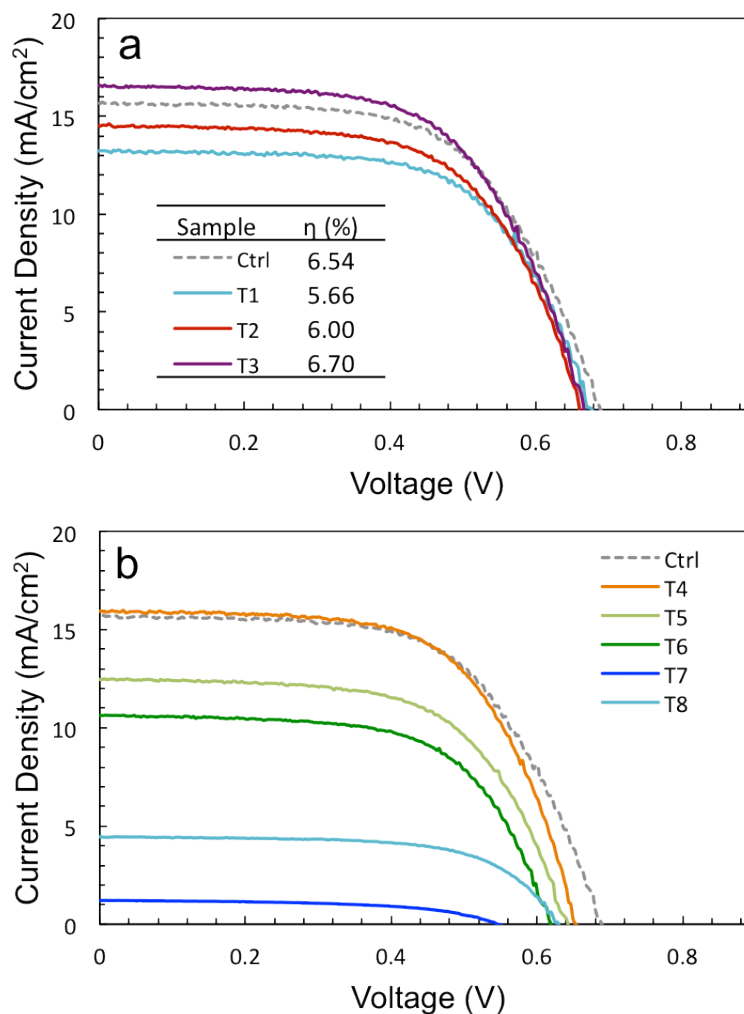 a
20
15
10
5
0
Current Density (mA/cm²)
Sample η (%)
Ctrl 6.54
T1 5.66
T2 6.00
T3 6.70
0 0.2 0.4 0.6 0.8
Voltage (V)
b
20
15
10
5
0
Current Density (mA/cm²)
Ctrl
T4
T5
T6
T7
T8
0 0.2 0.4 0.6 0.8
Voltage (V)